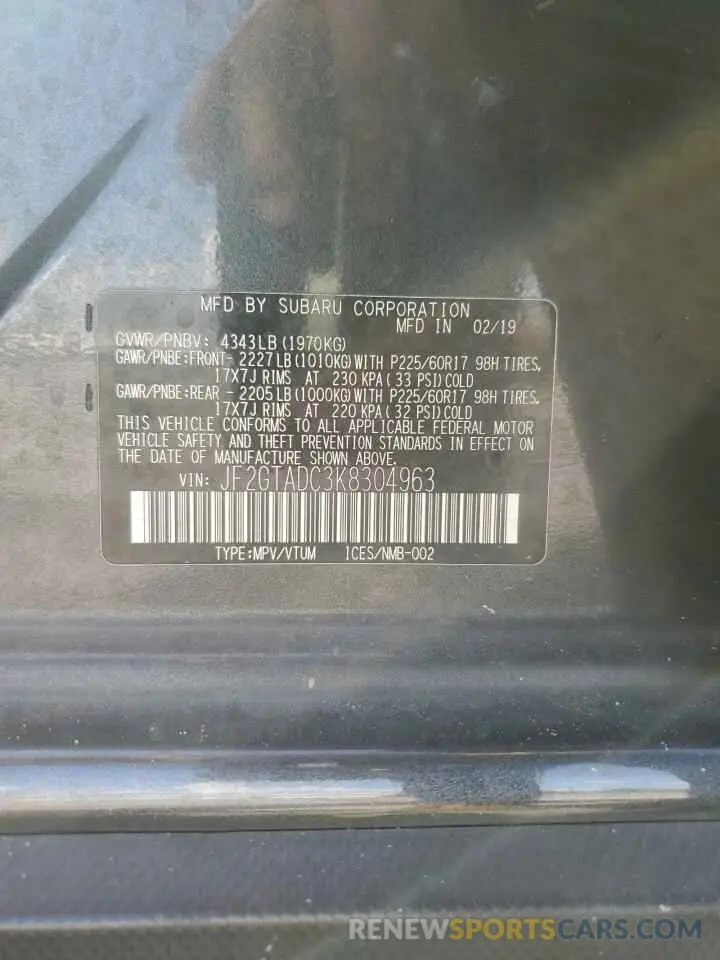 MFD BY SUBARU CORPORATION
MFD IN 02/19
GVWR/PNBV: 4343LB(1970KG)
GAWR/PNBE:FRONT- 2227LB(1010KG)WITH P225/60R17 98H TIRES,
17X7J RIMS AT 230 KPA(33 PSI)COLD
GAWR/PNBE:REAR - 2205LB(1000KG)WITH P225/60R17 98H TIRES,
17X7J RIMS AT 220 KPA(32 PSI)COLD
THIS VEHICLE CONFORMS TO ALL APPLICABLE FEDERAL MOTOR
VEHICLE SAFETY AND THEFT PREVENTION STANDARDS IN EFFECT ON
THE DATE OF MANUFACTURE SHOWN ABOVE.
VIN: JF2GTADC3K8304963
TYPE:MPV/VTUM ICES/NMB-002
RENEWSPORTSCARS.COM